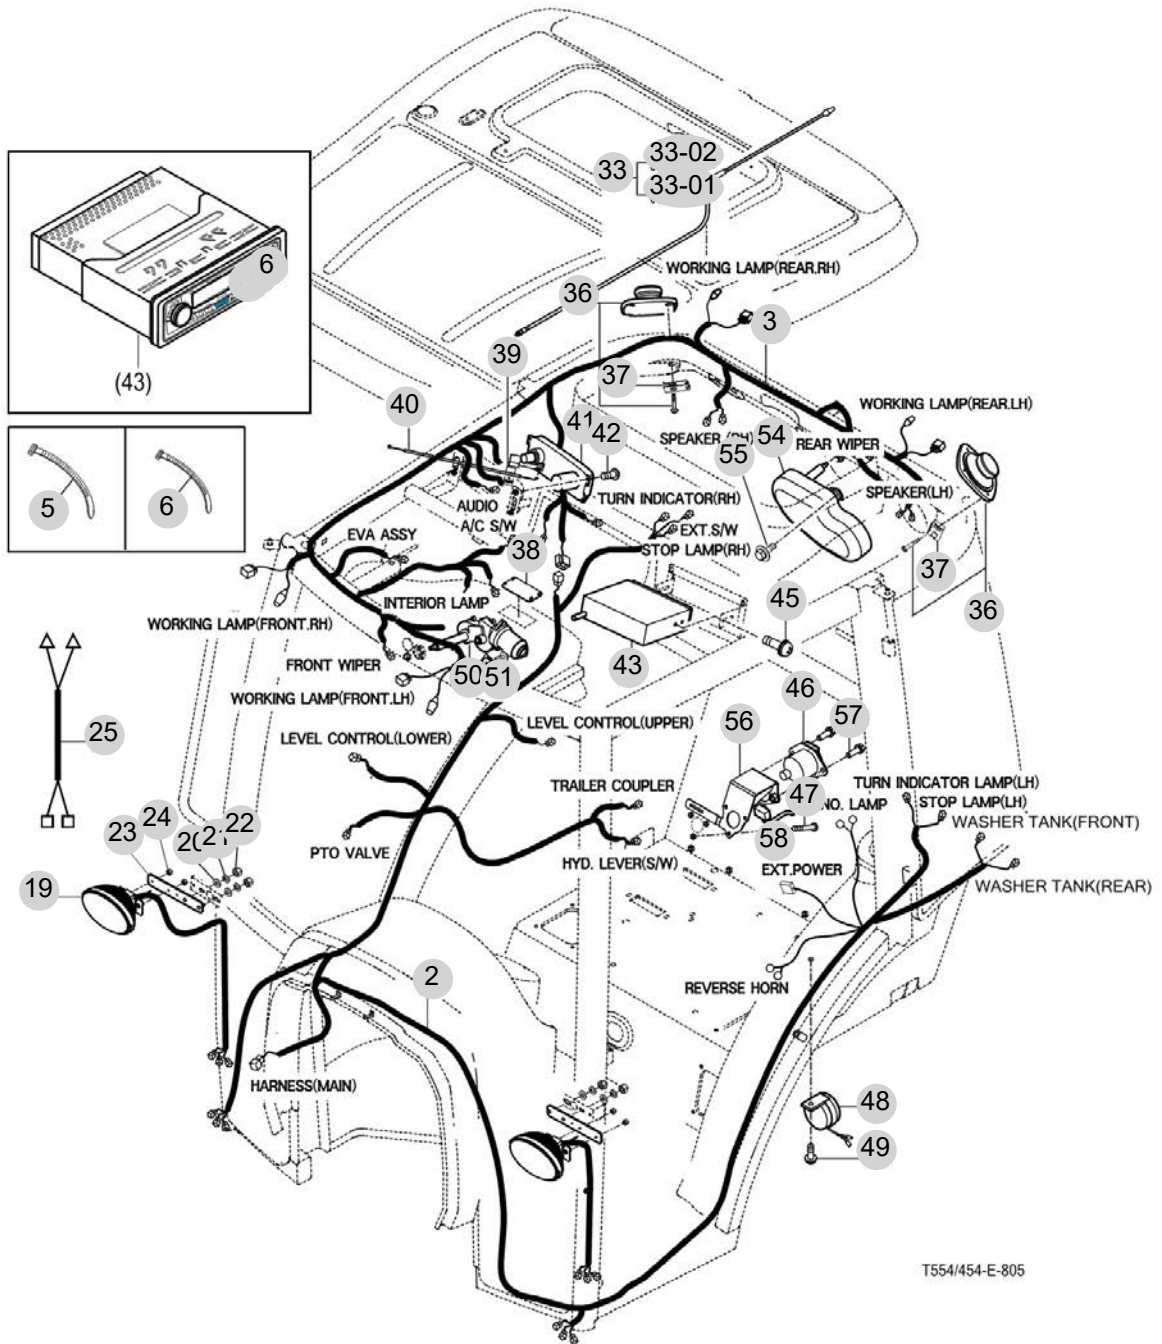 33-02
33
33-01
6
WORKING LAMP(REAR.RH)
36
3
39
(43)
37
40
WORKING LAMP(REAR.LH)
41
42
SPEAKER
54
REAR WIPER
55
5
6
SPEAKER(LH)
TURN INDICATOR(RH)
AUDIO
A/C S/W
EXT.S/W
EVA ASSY
38
STOP LAMP(RH)
37
INTERIOR LAMP
45
36
WORKING LAMP(FRONT.RH)
FRONT WIPER
50
51
43
WORKING LAMP(FRONT.LH)
46
25
LEVEL CONTROL(UPPER)
56
57
LEVEL CONTROL(LOWER)
TURN INDICATOR LAMP(LH)
TRAILER COUPLER
47
NO. LAMP
STOP LAMP(LH)
23
24
20
22
WASHER TANK(FRONT)
58
PTO VALVE
HYD. LEVER(S/W)
EXT.POWER
19
WASHER TANK(REAR)
2
REVERSE HORN
HARNESS(MAIN)
48
49
T554/454-E-805